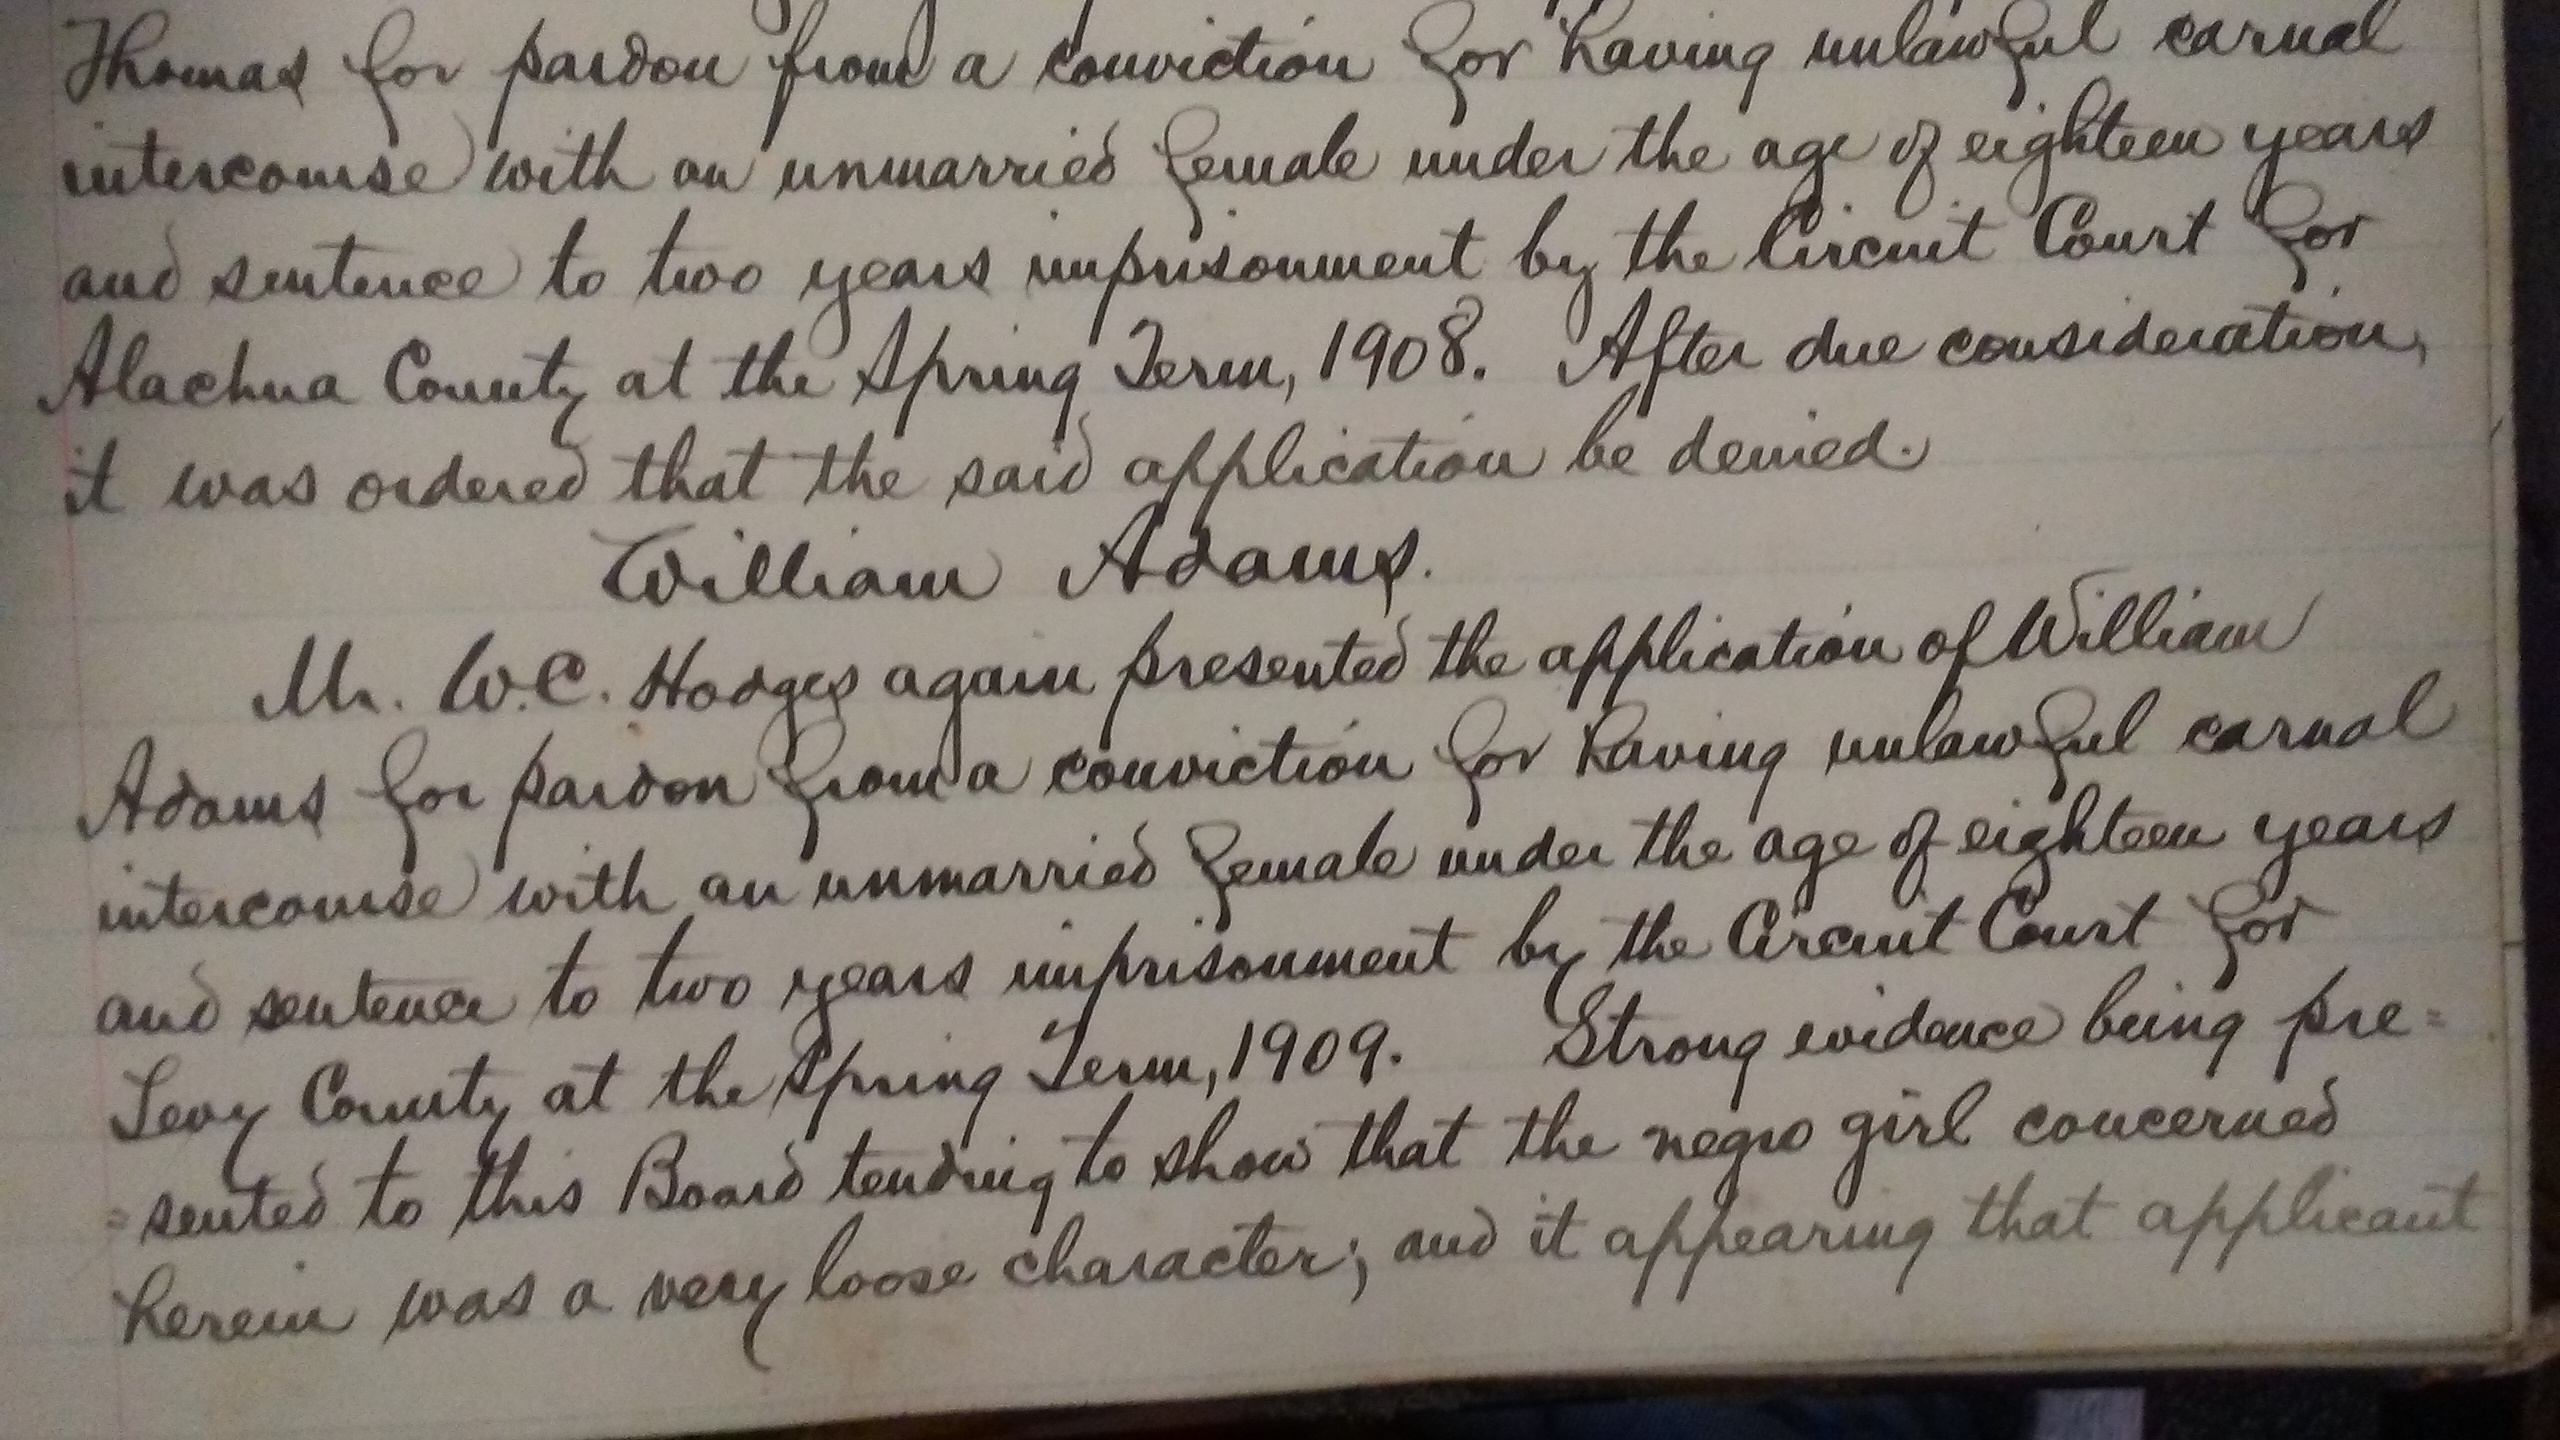 Thomas for pardon from a conviction for having unlawful carnal
intercourse with an unmarried female under the age of eighteen years
and sentence to two years imprisonment by the Circuit Court for
Alachua County at the Spring Term, 1908. After due consideration,
it was ordered that the said application be denied.
William Adams.
Mr. W.C. Hodges again presented the application of William
Adams for pardon from a conviction for having unlawful carnal
intercourse with an unmarried female under the age of eighteen years
and sentence to two years imprisonment by the Circuit Court for
Levy County at the Spring Term, 1909. Strong evidence being pre=
=sented to this Board tending to show that the negro girl concerned
herein was a very loose character; and it appearing that applicant